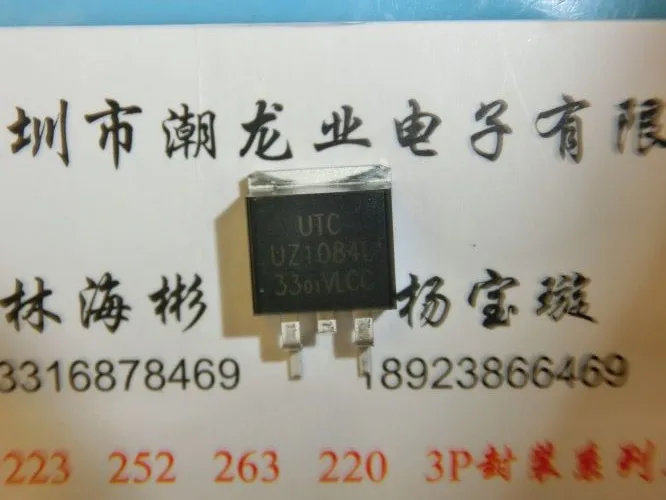 圳市潮龙业电子有限
UTC
UZ1084L
3301VLCC
林海彬 杨宝璇
3316878469 18923866469
223 252 263 220 3P封装系列